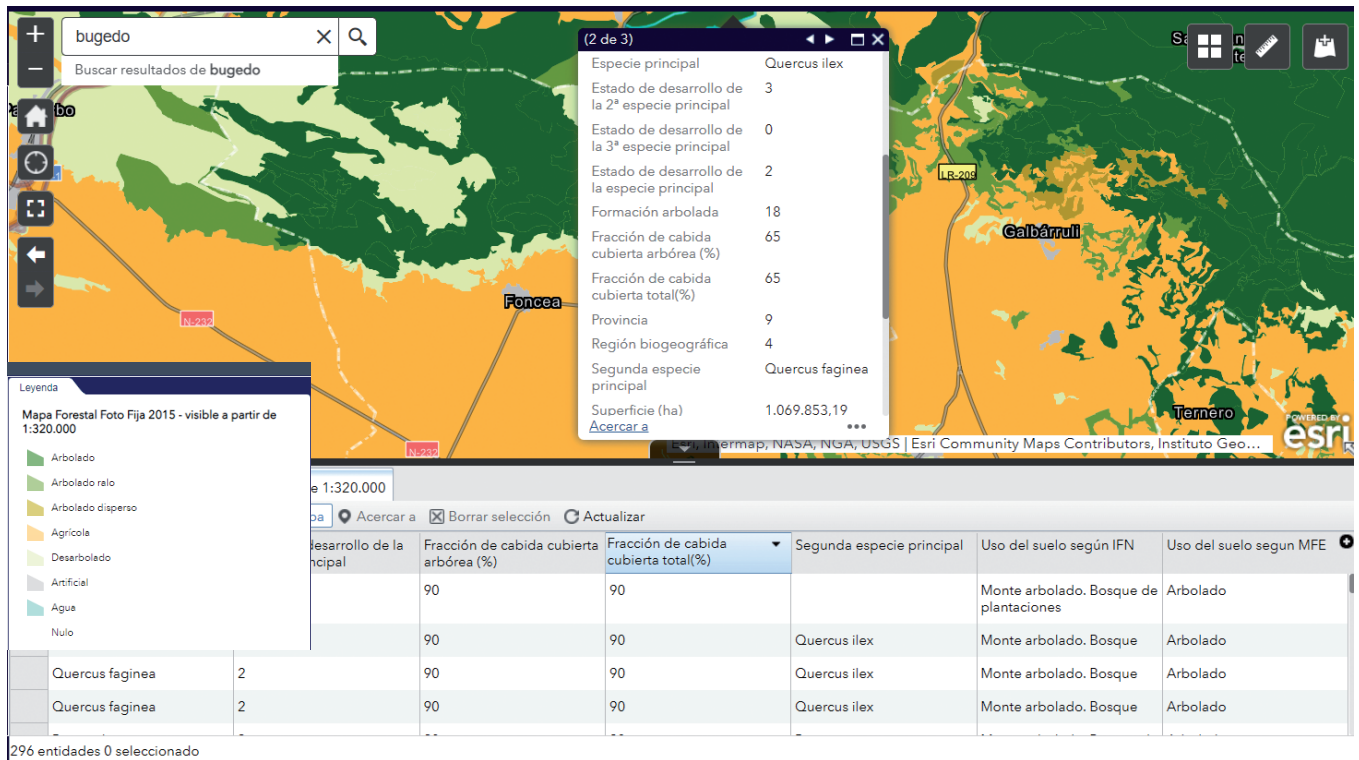 +
bugedo
Buscar resultados de bugedo
−
(2 de 3)
Especie principal Quercus ilex
Estado de desarrollo de
la 2ª especie principal 3
Estado de desarrollo de
la 3ª especie principal 0
Estado de desarrollo de
la especie principal 2
Formación arbolada 18
Fracción de cabida
cubierta arbórea (%) 65
Fracción de cabida
cubierta total(%) 65
Provincia 9
Región biogeográfica 4
Segunda especie
principal Quercus faginea
Superficie (ha) 1.069.853,19
Acercar a
LR-209
Galbárruli
Foncea
N-232
Ternero
N-232
POWERED BY
esri
Esri, Intermap, NASA, NGA, USGS | Esri Community Maps Contributors, Instituto Geo...
Leyenda
Mapa Forestal Foto Fija 2015 - visible a partir de
1:320.000
Arbolado
Arbolado ralo
Arbolado disperso
Agrícola
Desarbolado
Artificial
Agua
Nulo
e 1:320.000
Acercar a Borrar selección Actualizar
desarrollo de la
Fracción de cabida cubierta
arbórea (%)
Fracción de cabida
cubierta total(%)
Segunda especie principal
Uso del suelo según IFN
Uso del suelo segun MFE
90 90 Monte arbolado. Bosque de
plantaciones Arbolado
90 90 Quercus ilex Monte arbolado. Bosque Arbolado
Quercus faginea 2 90 90 Quercus ilex Monte arbolado. Bosque Arbolado
Quercus faginea 2 90 90 Quercus ilex Monte arbolado. Bosque Arbolado
296 entidades 0 seleccionado